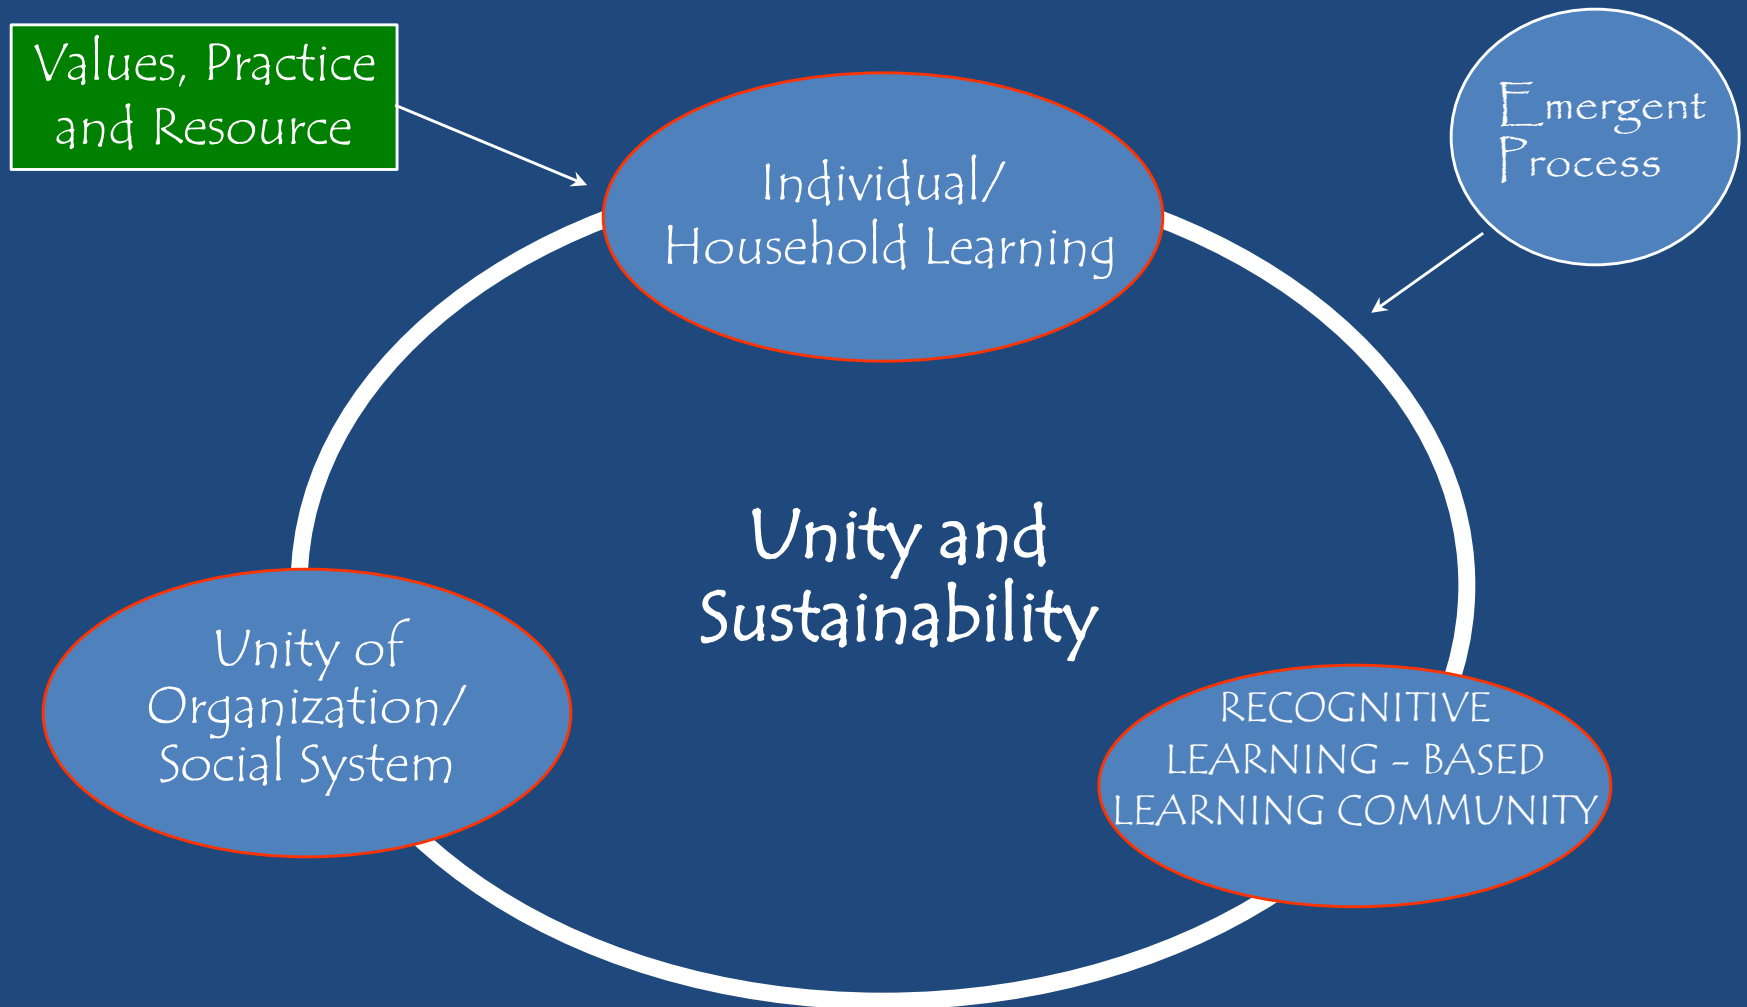 Values, Practice
and Resource
Emergent
Process
Individual/
Household Learning
Unity and
Sustainability
Unity of
Organization/
Social System
RECOGNITIVE
LEARNING - BASED
LEARNING COMMUNITY